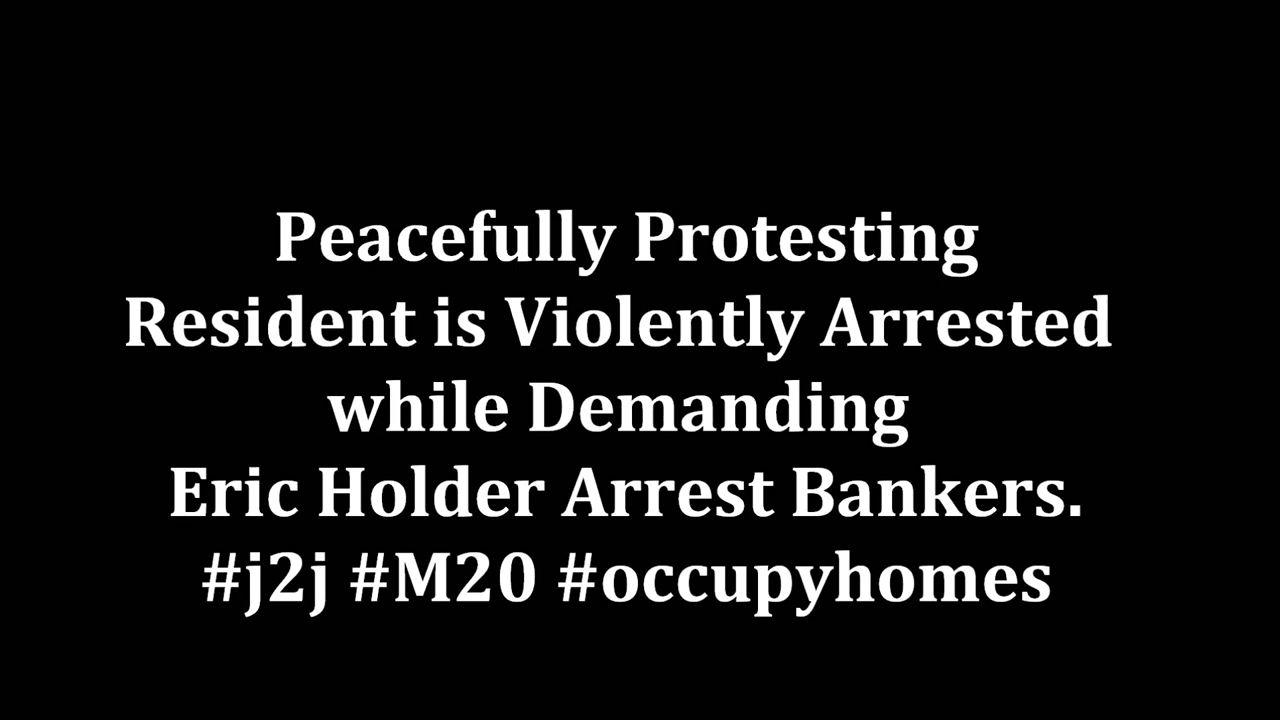 Peacefully Protesting
Resident is Violently Arrested
while Demanding
Eric Holder Arrest Bankers.
#j2j #M20 #occupyhomes